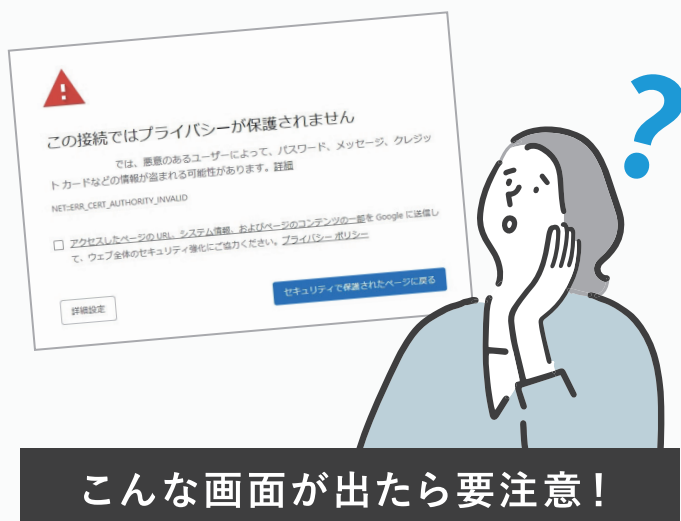 この接続ではプライバシーが保護されません
では、悪意のあるユーザーによって、パスワード、メッセージ、クレジッ
ト カードなどの情報が盗まれる可能性があります。詳細
NET::ERR_CERT_AUTHORITY_INVALID
アクセスしたページの URL、システム情報、およびページのコンテンツの一部を Google に送信し
て、ウェブ全体のセキュリティ強化にご協力ください。プライバシー ポリシー
詳細設定
セキュリティで保護されたページに戻る
?
こんな画面が出たら要注意!